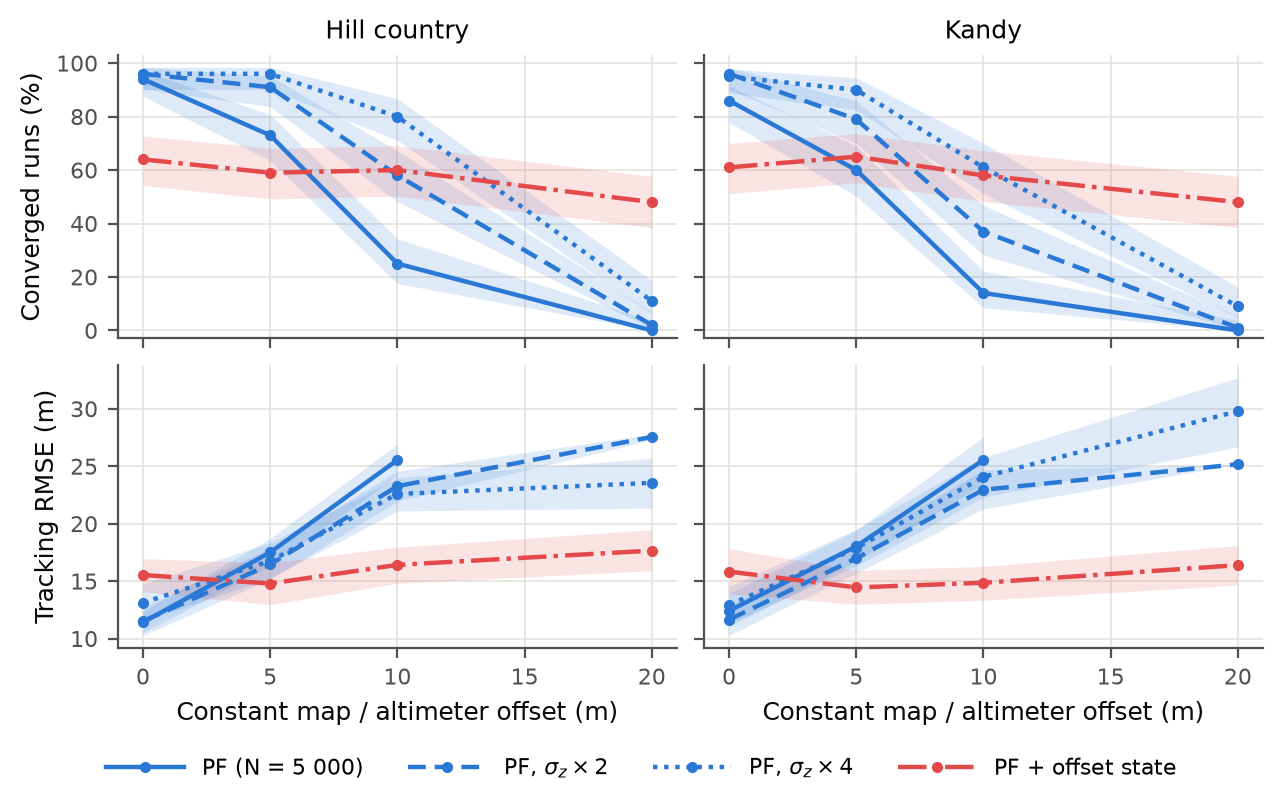 Hill country
Kandy
Converged runs (%)
100
80
60
40
20
0
Tracking RMSE (m)
30
25
20
15
10
0 5 10 15 20
0 5 10 15 20
Constant map / altimeter offset (m)
Constant map / altimeter offset (m)
PF (N = 5 000)
PF, σz × 2
PF, σz × 4
PF + offset state